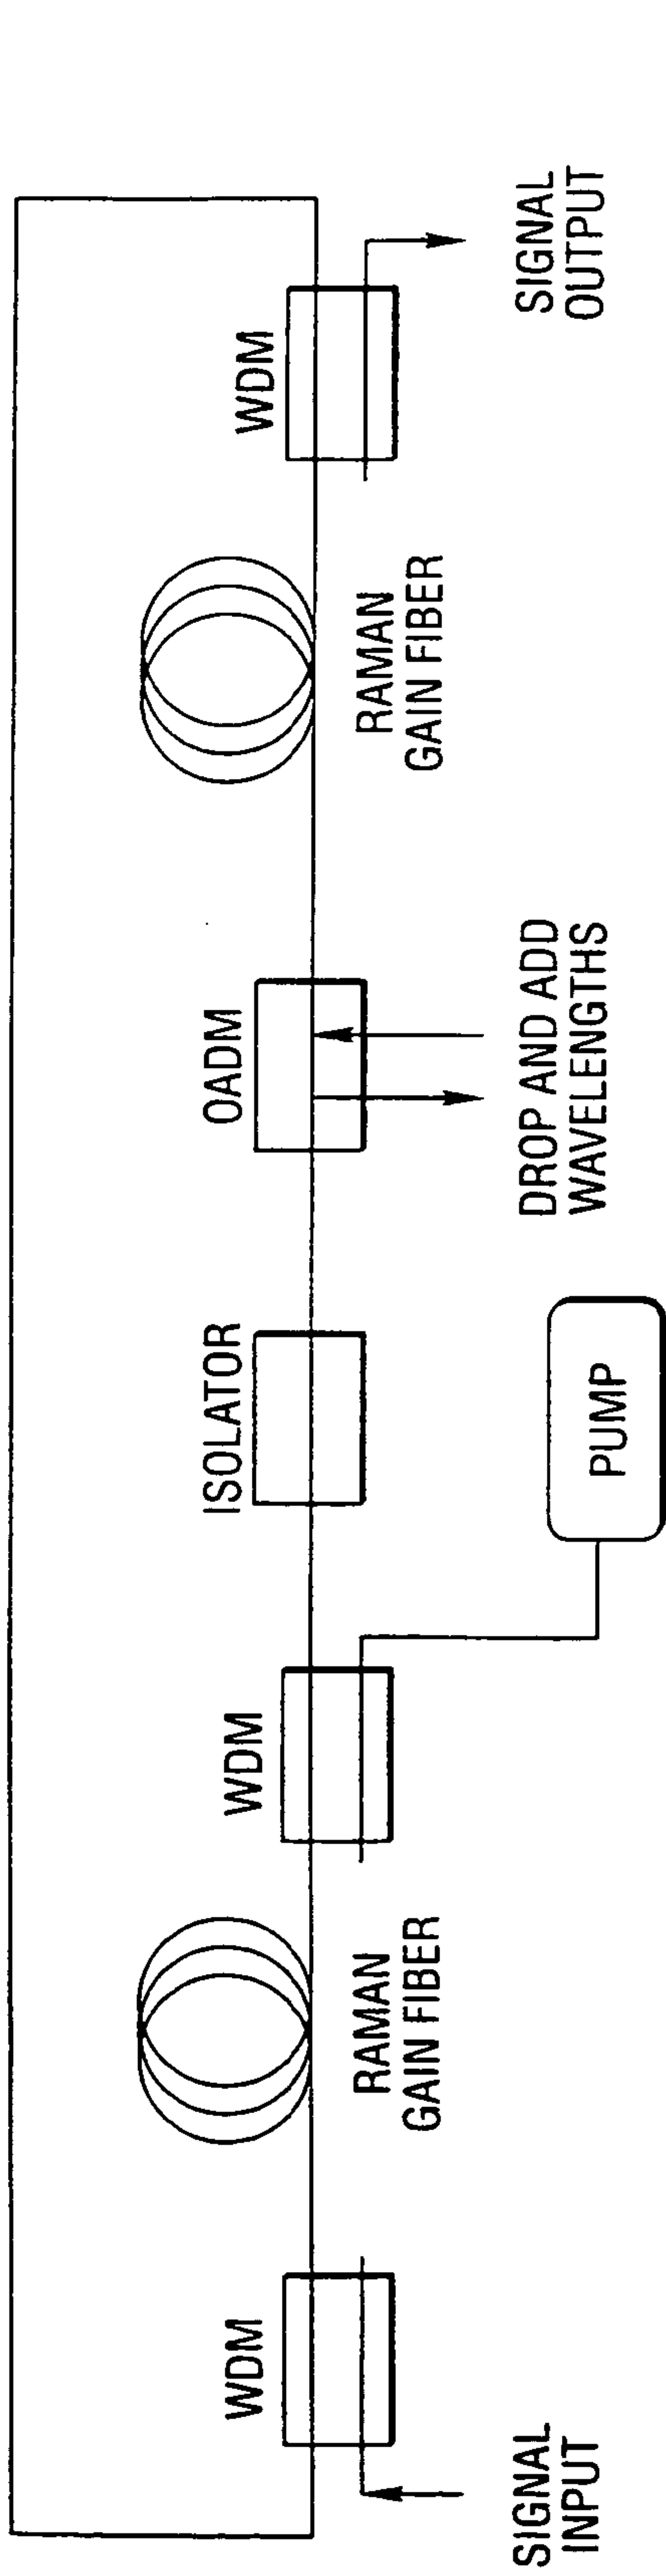 SIGNAL
INPUT
WDM
RAMAN
GAIN FIBER
WDM
PUMP
ISOLATOR
OADM
DROP AND ADD
WAVELENGTHS
RAMAN
GAIN FIBER
WDM
SIGNAL
OUTPUT